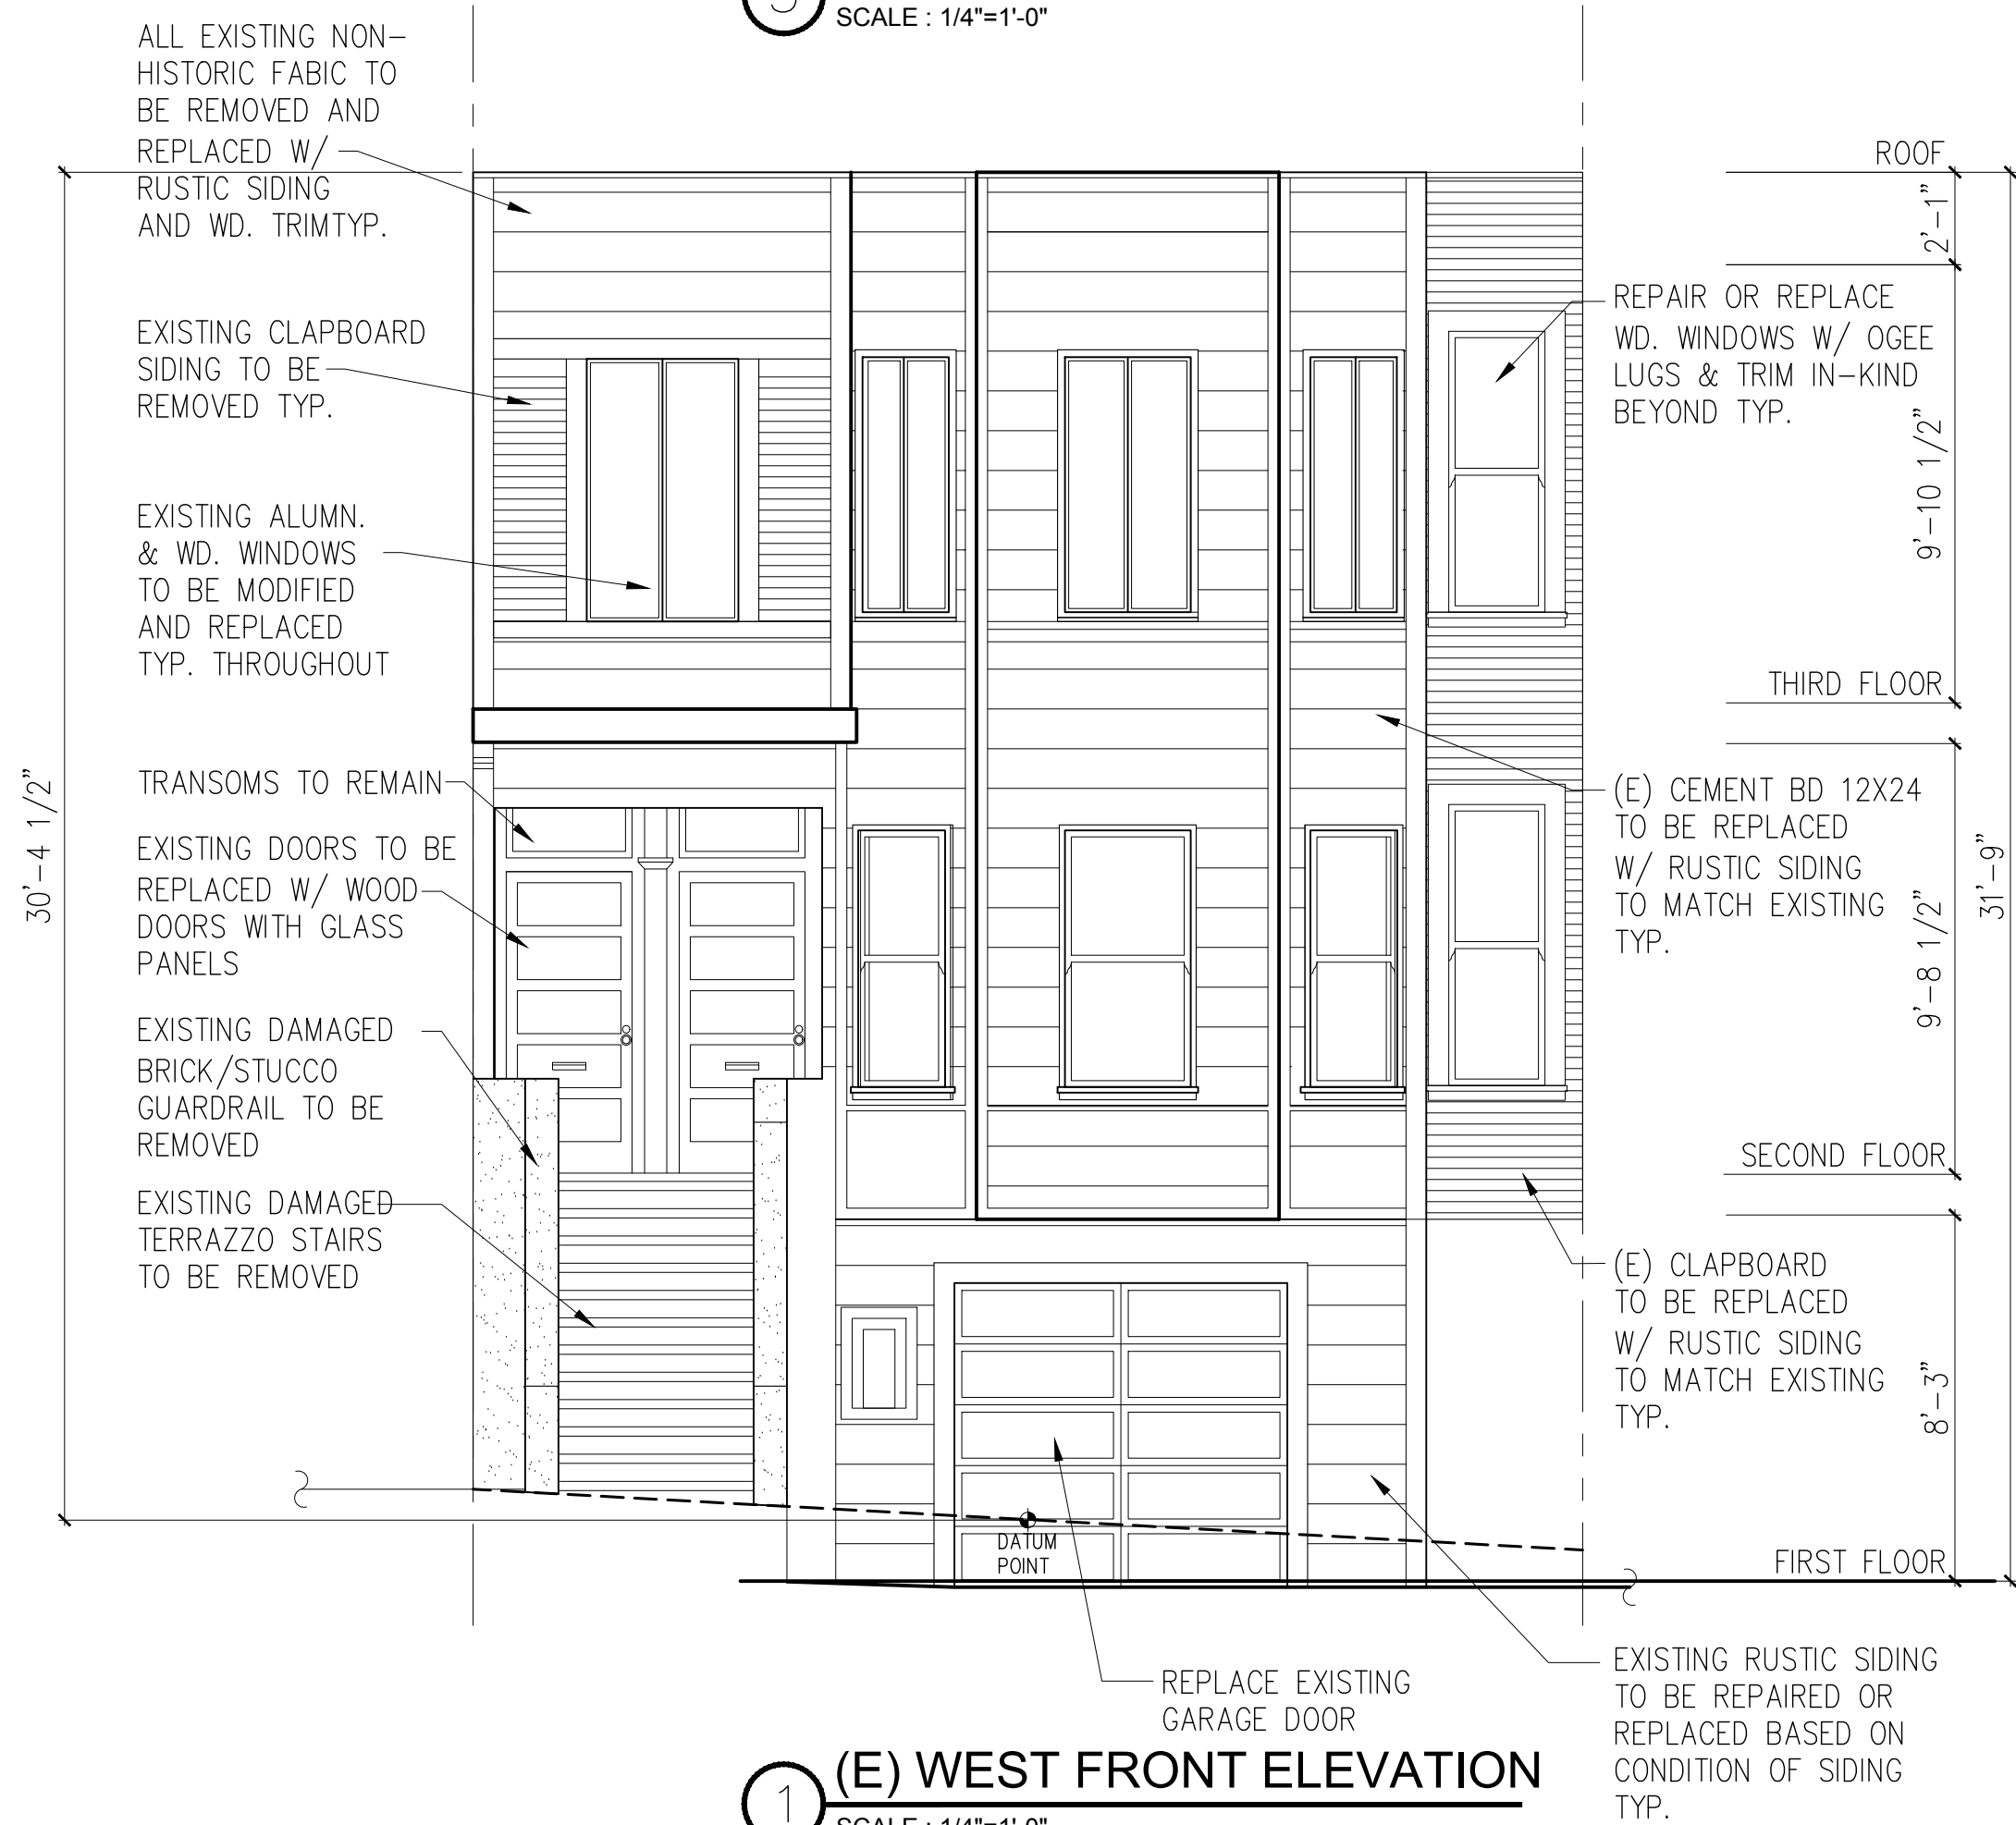 SCALE : 1/4"=1'-0"
ALL EXISTING NON-
HISTORIC FABIC TO
BE REMOVED AND
REPLACED W/
RUSTIC SIDING
AND WD. TRIMTYP.
EXISTING CLAPBOARD
SIDING TO BE
REMOVED TYP.
EXISTING ALUMN.
& WD. WINDOWS
TO BE MODIFIED
AND REPLACED
TYP. THROUGHOUT
TRANSOMS TO REMAIN
EXISTING DOORS TO BE
REPLACED W/ WOOD
DOORS WITH GLASS
PANELS
EXISTING DAMAGED
BRICK/STUCCO
GUARDRAIL TO BE
REMOVED
EXISTING DAMAGED
TERRAZZO STAIRS
TO BE REMOVED
30'-4 1/2"
ROOF
2'-1"
REPAIR OR REPLACE
WD. WINDOWS W/ OGEE
LUGS & TRIM IN-KIND
BEYOND TYP.
9'-10 1/2"
THIRD FLOOR
(E) CEMENT BD 12X24
TO BE REPLACED
W/ RUSTIC SIDING
TO MATCH EXISTING
TYP.
9'-8 1/2"
31'-9"
SECOND FLOOR
(E) CLAPBOARD
TO BE REPLACED
W/ RUSTIC SIDING
TO MATCH EXISTING
TYP.
8'-3"
FIRST FLOOR
DATUM
POINT
REPLACE EXISTING
GARAGE DOOR
EXISTING RUSTIC SIDING
TO BE REPAIRED OR
REPLACED BASED ON
CONDITION OF SIDING
TYP.
1
(E) WEST FRONT ELEVATION
SCALE : 1/4"=1'-0"